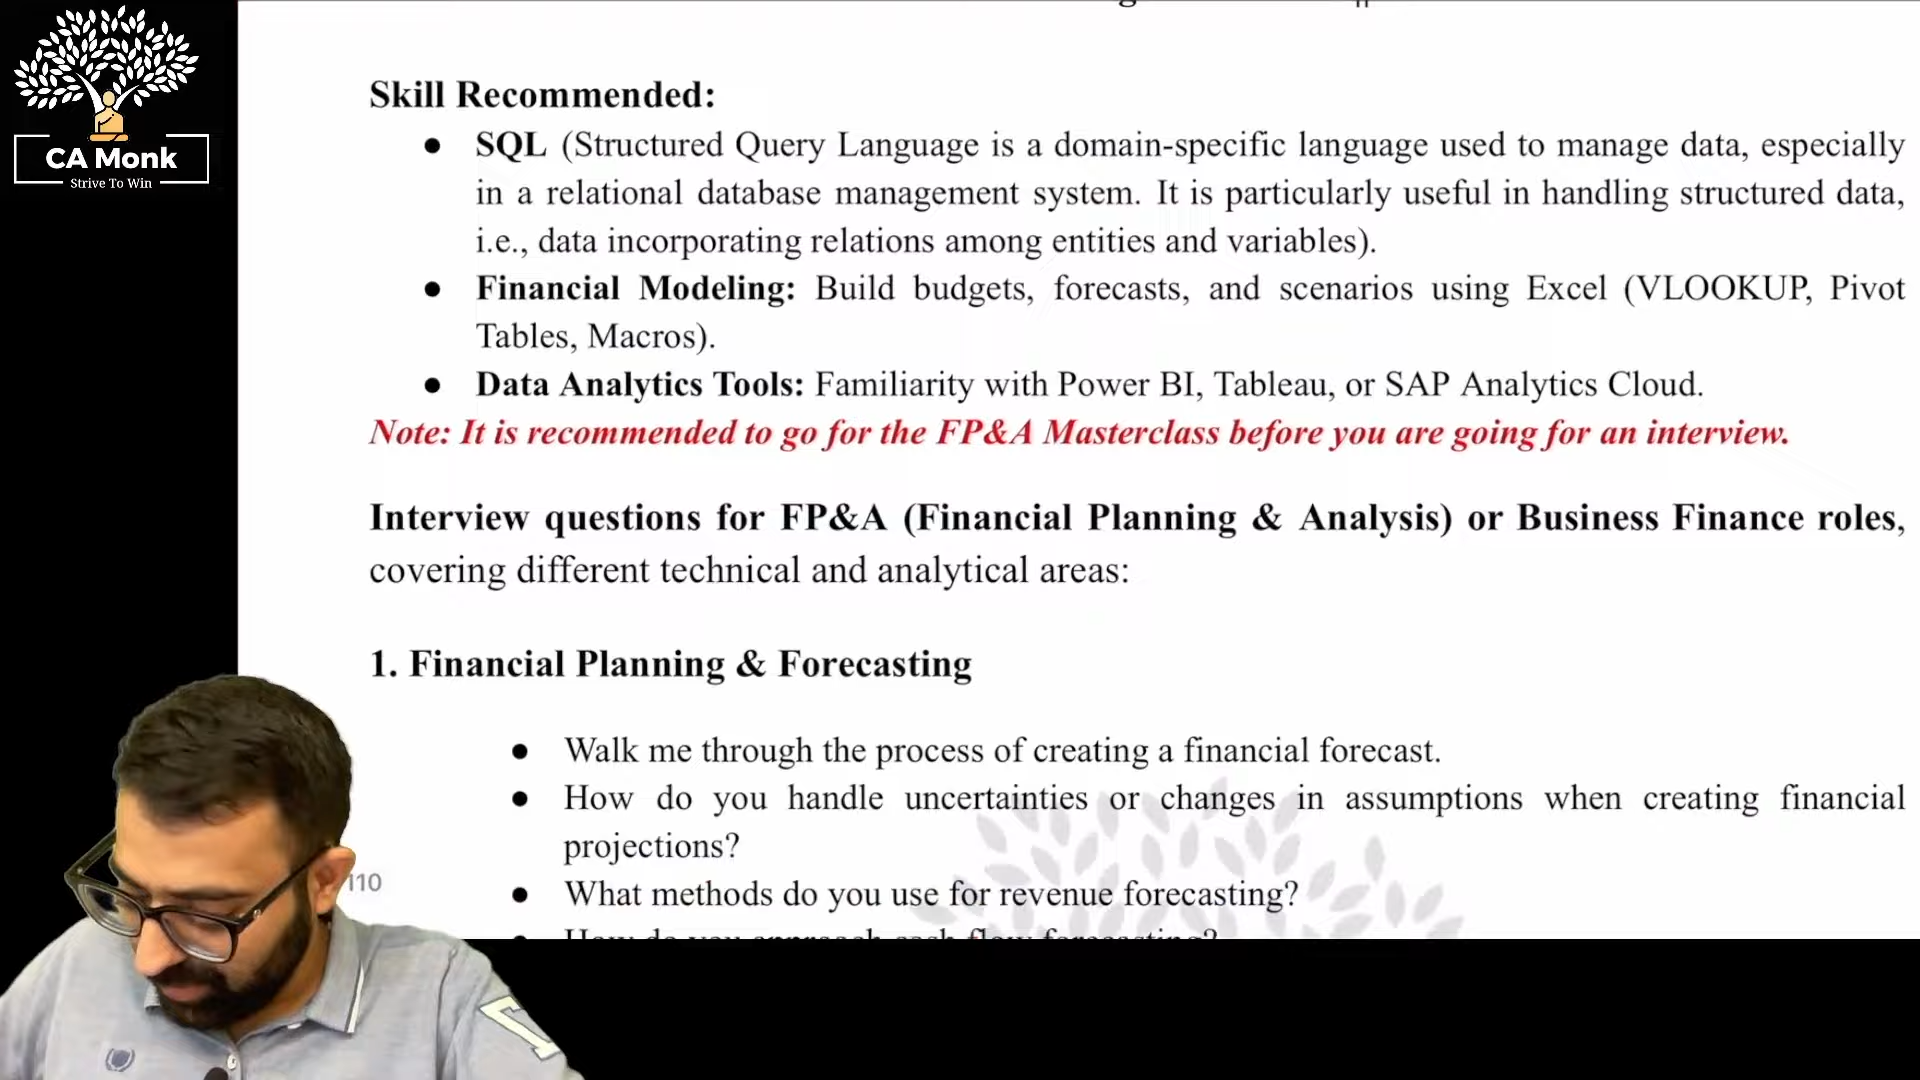 CA Monk
Strive To Win
Skill Recommended:
● SQL (Structured Query Language is a domain-specific language used to manage data, especially
in a relational database management system. It is particularly useful in handling structured data,
i.e., data incorporating relations among entities and variables).
● Financial Modeling: Build budgets, forecasts, and scenarios using Excel (VLOOKUP, Pivot
Tables, Macros).
● Data Analytics Tools: Familiarity with Power BI, Tableau, or SAP Analytics Cloud.
Note: It is recommended to go for the FP&A Masterclass before you are going for an interview.
Interview questions for FP&A (Financial Planning & Analysis) or Business Finance roles,
covering different technical and analytical areas:
1. Financial Planning & Forecasting
● Walk me through the process of creating a financial forecast.
● How do you handle uncertainties or changes in assumptions when creating financial
projections?
110
● What methods do you use for revenue forecasting?
● How do you approach cash flow forecasting?